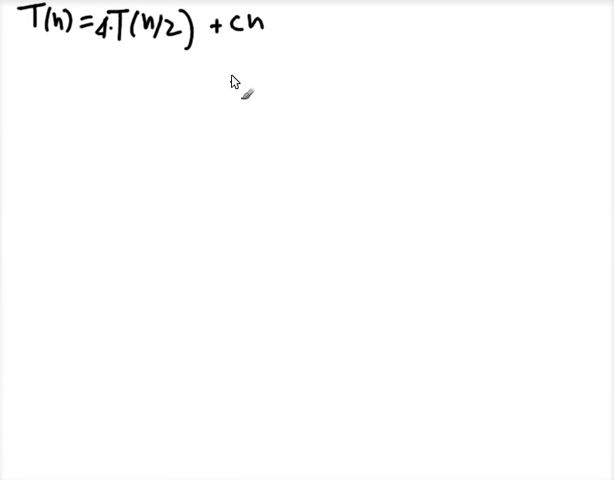 T(n) = 4·T(n/2) + cn